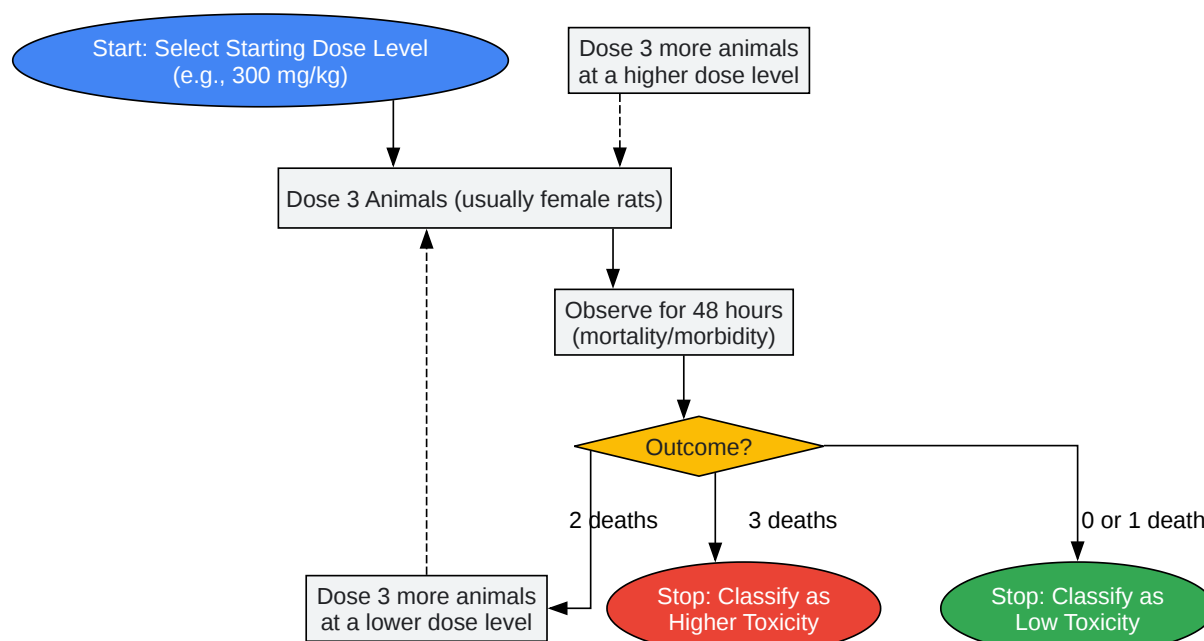 Start: Select Starting Dose Level
(e.g., 300 mg/kg)
Dose 3 more animals
at a higher dose level
Dose 3 Animals (usually female rats)
Observe for 48 hours
(mortality/morbidity)
Outcome?
2 deaths
3 deaths
0 or 1 death
Dose 3 more animals
at a lower dose level
Stop: Classify as
Higher Toxicity
Stop: Classify as
Low Toxicity